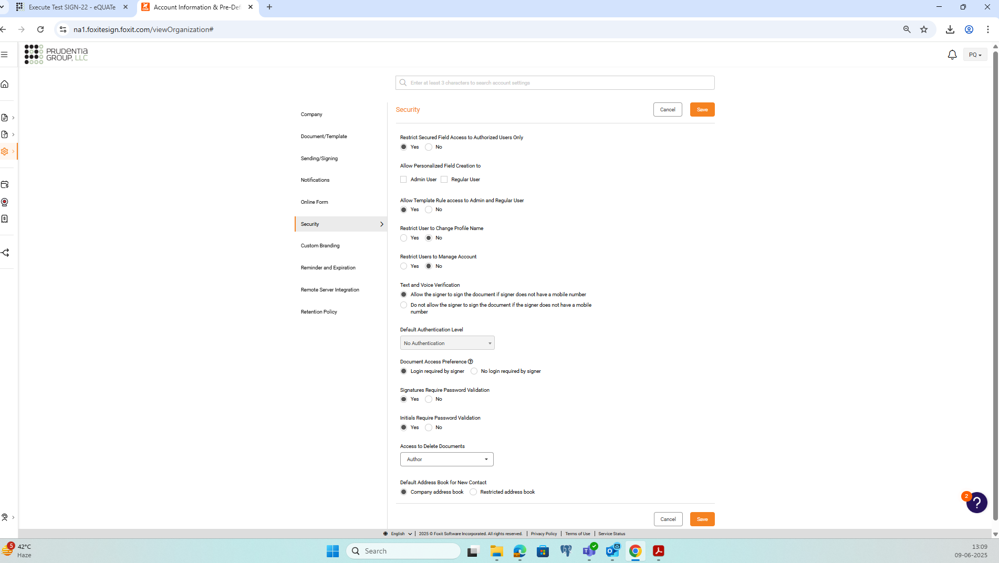 Execute Test SIGN-22 - eQUATe
Account Information & Pre-Def
na1.foxitesign.foxit.com/viewOrganization#
PRUDENTIA
GROUP, LLC
PQ
Enter at least 3 characters to search account settings
Company
Document/Template
Sending/Signing
Notifications
Online Form
Security
Custom Branding
Reminder and Expiration
Remote Server Integration
Retention Policy
Security
Cancel
Save
Restrict Secured Field Access to Authorized Users Only
Yes No
Allow Personalized Field Creation to
Admin User Regular User
Allow Template Rule access to Admin and Regular User
Yes No
Restrict User to Change Profile Name
Yes No
Restrict Users to Manage Account
Yes No
Text and Voice Verification
Allow the signer to sign the document if signer does not have a mobile number
Do not allow the signer to sign the document if the signer does not have a mobile
number
Default Authentication Level
No Authentication
Document Access Preference
Login required by signer No login required by signer
Signatures Require Password Validation
Yes No
Initials Require Password Validation
Yes No
Access to Delete Documents
Author
Default Address Book for New Contact
Company address book Restricted address book
Cancel
Save
2
?
English | 2025 © Foxit Software Incorporated. All rights reserved. | Privacy Policy | Terms of Use | Service Status
5
42°C
Haze
Search
13:09
09-06-2025